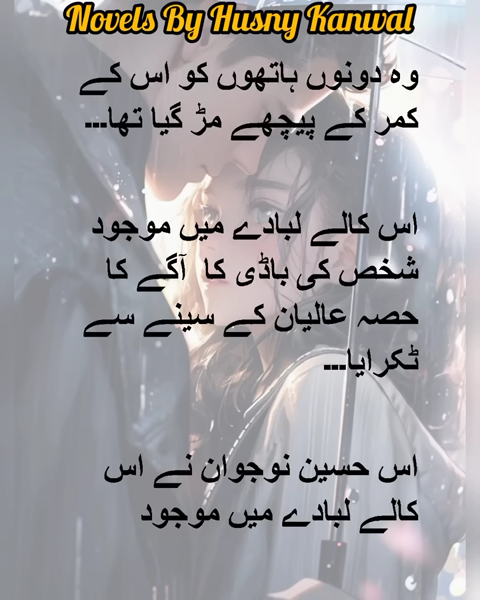 Novels By Husny Kanwal
وہ دونوں ہاتھوں کو اس کے
کمر کے پیچھے مڑ گیا تھا...
اس کالے لبادے میں موجود
شخص کی باڈی کا آگے کا
حصہ عالیان کے سینے سے
ٹکرایا...
اس حسین نوجوان نے اس
کالے لبادے میں موجود